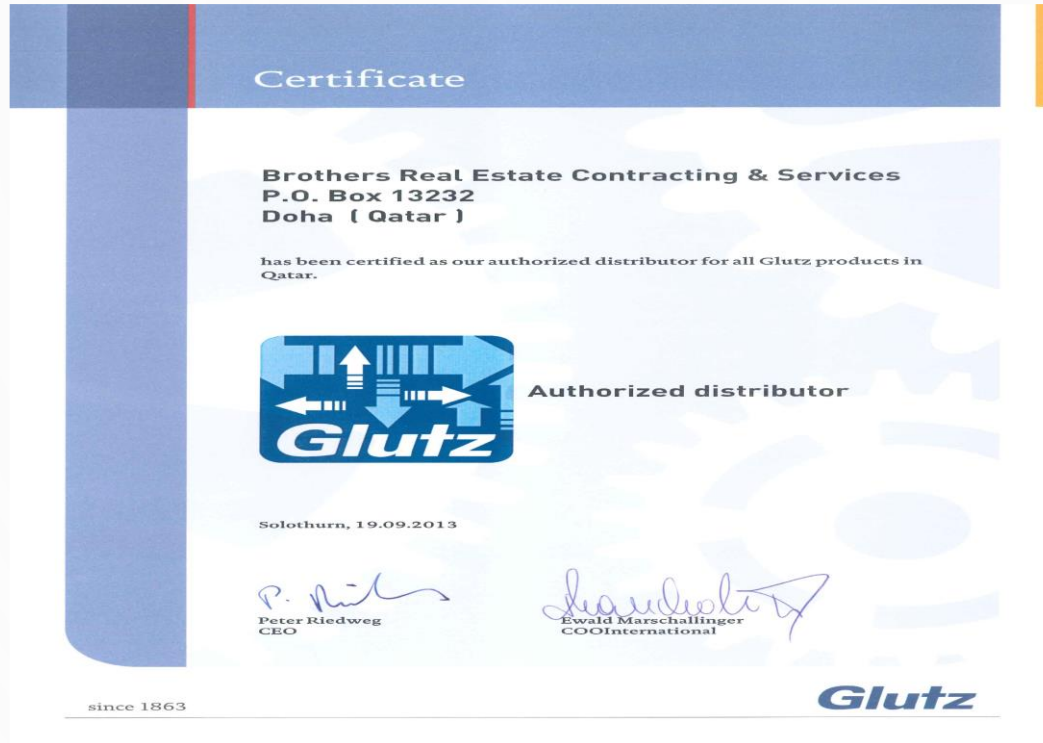 Certificate
Brothers Real Estate Contracting & Services
P.O. Box 13232
Doha ( Qatar )
has been certified as our authorized distributor for all Glutz products in
Qatar.
Glutz
Authorized distributor
Solothurn, 19.09.2013
Peter Riedweg
CEO
Ewald Marschallinger
COOInternational
since 1863
Glutz